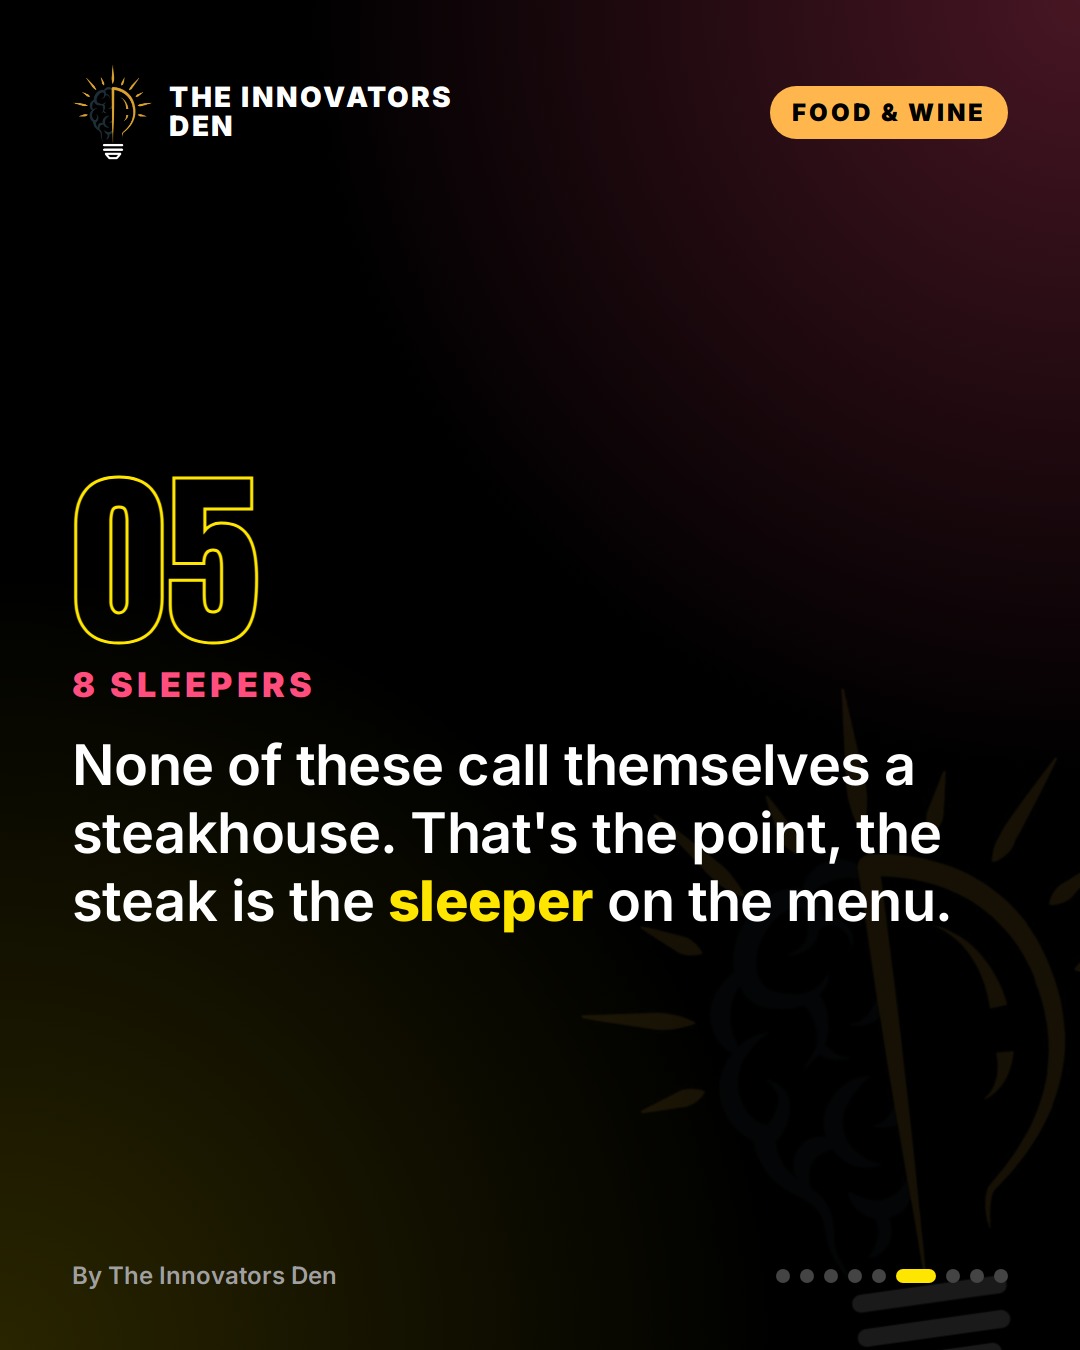 THE INNOVATORS
DEN
FOOD & WINE
05
8 SLEEPERS
None of these call themselves a
steakhouse. That's the point, the
steak is the sleeper on the menu.
By The Innovators Den